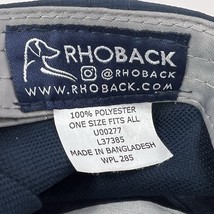 RHOBACK
@RHOBACK
WWW.RHOBACK.COM
100% POLYESTER
ONE SIZE FITS ALL
U00277
L37385
MADE IN BANGLADESH
WPL 285